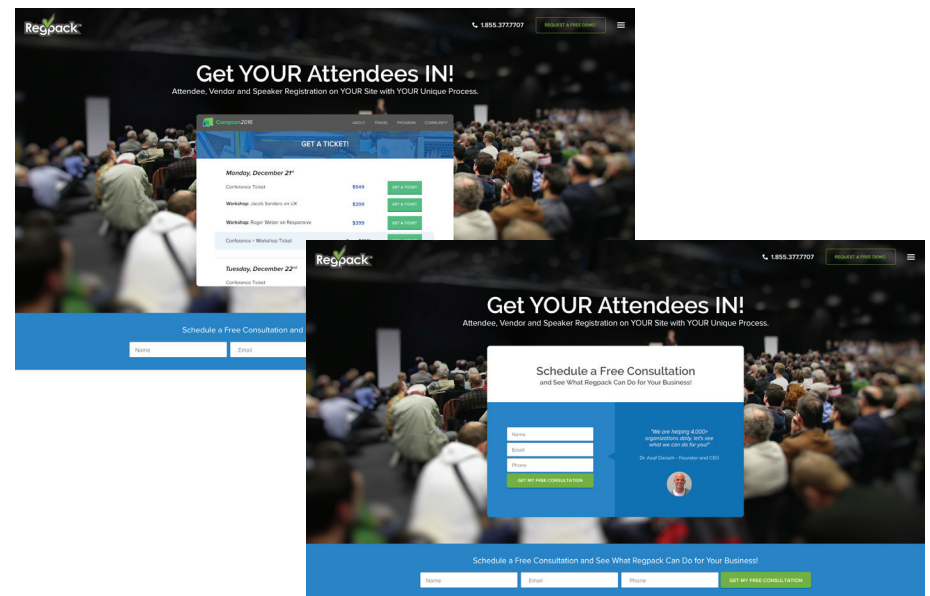 Regpack
1.855.377.7707
REQUEST A FREE DEMO
Get YOUR Attendees IN!
Attendee, Vendor and Speaker Registration on YOUR Site with YOUR Unique Process.
Compcon2016
ABOUT TRAVEL PROGRAM COMMUNITY
GET A TICKET!
Monday, December 21st
Conference Ticket $549 GET A TICKET
Workshop: Jacob Sanders on UX $399 GET A TICKET
Workshop: Roger Weber on Responsive $399 GET A TICKET
Conference + Workshop Ticket
Tuesday, December 22nd
Conference Ticket
Schedule a Free Consultation and
Name Email
Regpack
1.855.377.7707
REQUEST A FREE DEMO
Get YOUR Attendees IN!
Attendee, Vendor and Speaker Registration on YOUR Site with YOUR Unique Process.
Schedule a Free Consultation
and See What Regpack Can Do for Your Business!
Name
Email
Phone
GET MY FREE CONSULTATION
"We are helping 4,000+
organizations daily, let's see
what we can do for you!"
Dr. Asaf Darash - Founder and CEO
Schedule a Free Consultation and See What Regpack Can Do for Your Business!
Name Email Phone GET MY FREE CONSULTATION